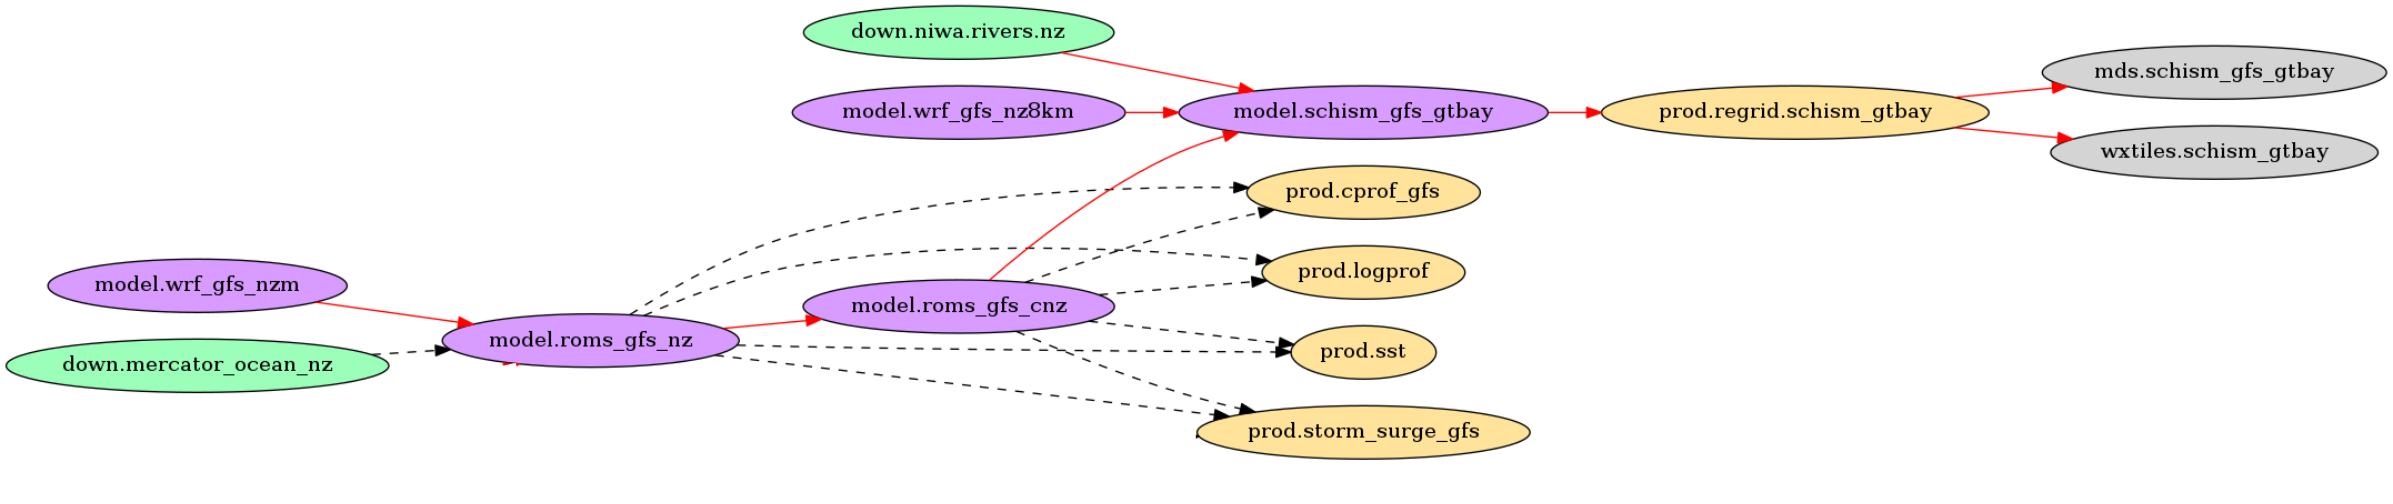 down.niwa.rivers.nz
mds.schism_gfs_gtbay
model.wrf_gfs_nz8km
model.schism_gfs_gtbay
prod.regrid.schism_gtbay
wxtiles.schism_gtbay
prod.cprof_gfs
prod.logprof
model.wrf_gfs_nzm
model.roms_gfs_cnz
model.roms_gfs_nz
prod.sst
down.mercator_ocean_nz
prod.storm_surge_gfs